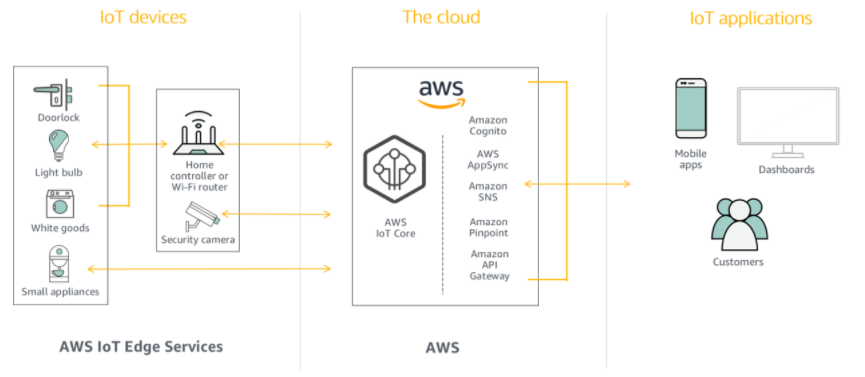 IoT devices
The cloud
IoT applications
Doorlock
Light bulb
White goods
Small appliances
Home
controller or
Wi-Fi router
Security camera
aws
AWS
IoT Core
Amazon
Cognito
AWS
AppSync
Amazon
SNS
Amazon
Pinpoint
Amazon
API
Gateway
Mobile
apps
Dashboards
Customers
AWS IoT Edge Services
AWS